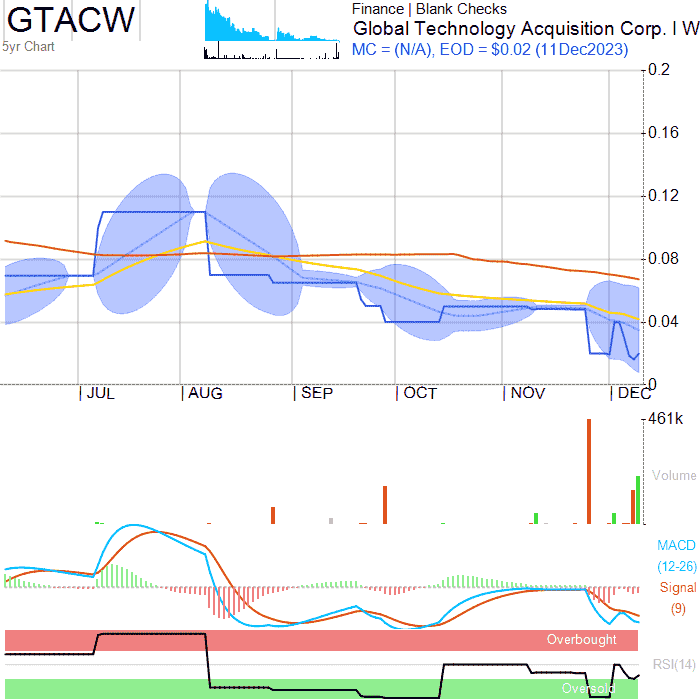 GTACW
5yr Chart
Finance | Blank Checks
Global Technology Acquisition Corp. I W
MC = (N/A), EOD = $0.02 (11Dec2023)
0.2
0.16
0.12
0.08
0.04
0
JUL AUG SEP OCT NOV DEC
461k
Volume
MACD
(12-26)
Signal
(9)
Overbought
RSI(14)
Oversold